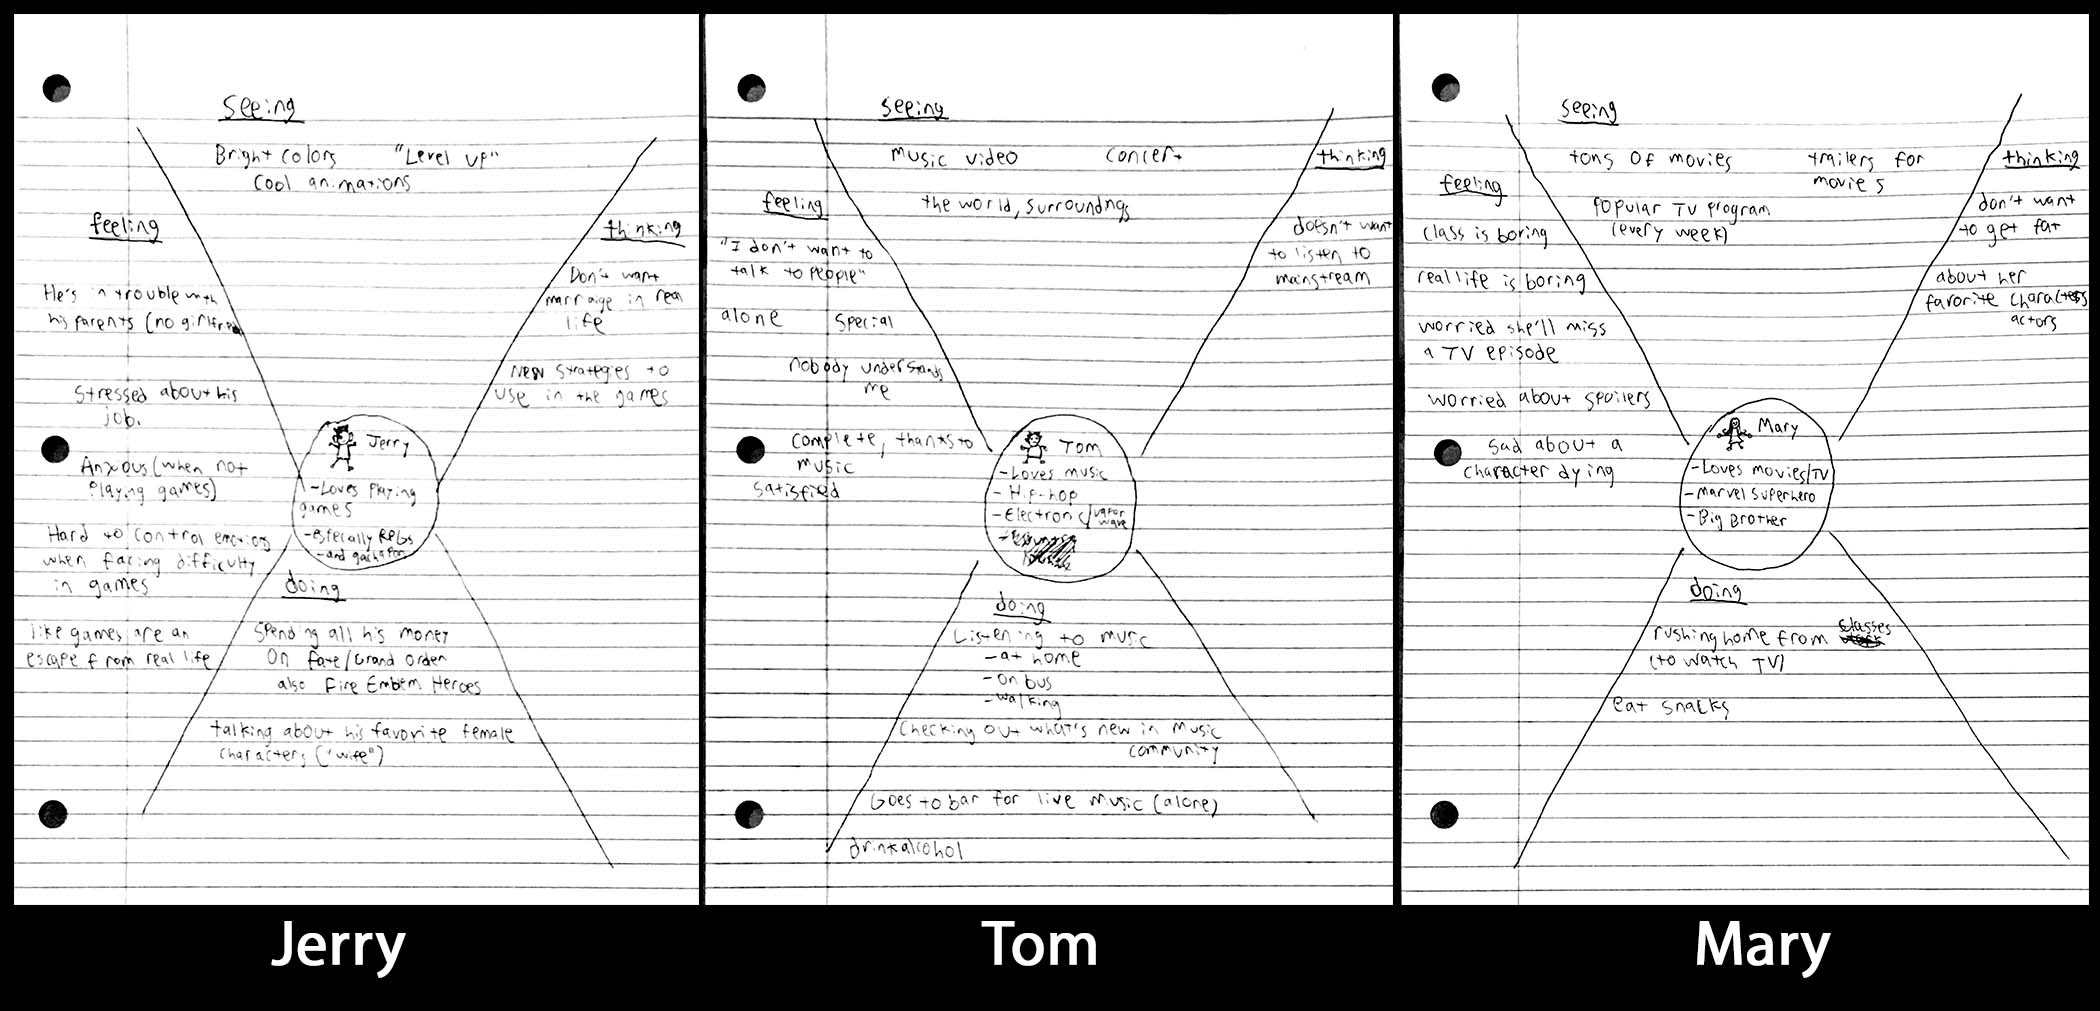 seeing
Bright colors "Level up"
Cool animations
feeling
He's in trouble with
his parents (no girlfriend
Stressed about his
job.
Anxious (when not
playing games)
Hard to control emotions
when facing difficulty
in games
like games are an
escape from real life
thinking
Don't want
marraige in real
life
New strategies to
use in the games
Jerry
-Loves playing
games
-especially RPGs
-and gachapon
doing
Spending all his money
on fate/Grand Order
also Fire Emblem Heroes
talking about his favorite female
characters ("wife")
Jerry
seeing
Music video concert
the world, surroundngs
feeling
"I don't want to
talk to people"
alone special
nobody understands
me
Complete, thanks to
music
satisfied
thinking
doesn't want
to listen to
mainstream
Tom
-Loves music
-Hip-hop
-Electronic/vapor
wave
doing
Listening to music
-at home
-on bus
-walking
Checking out what's new in music
community
Goes to bar for live music (alone)
drink alcohol
Tom
seeing
tons of movies trailers for
movies
popular TV program
(every week)
feeling
class is boring
real life is boring
worried she'll miss
a TV episode
worried about spoilers
sad about a
character dying
thinking
don't want
to get fat
about her
favorite characters
actors
Mary
-Loves movies/TV
-Marvel superhero
-Big Brother
doing
rushing home from classes
(to watch TV)
eat snacks
Mary